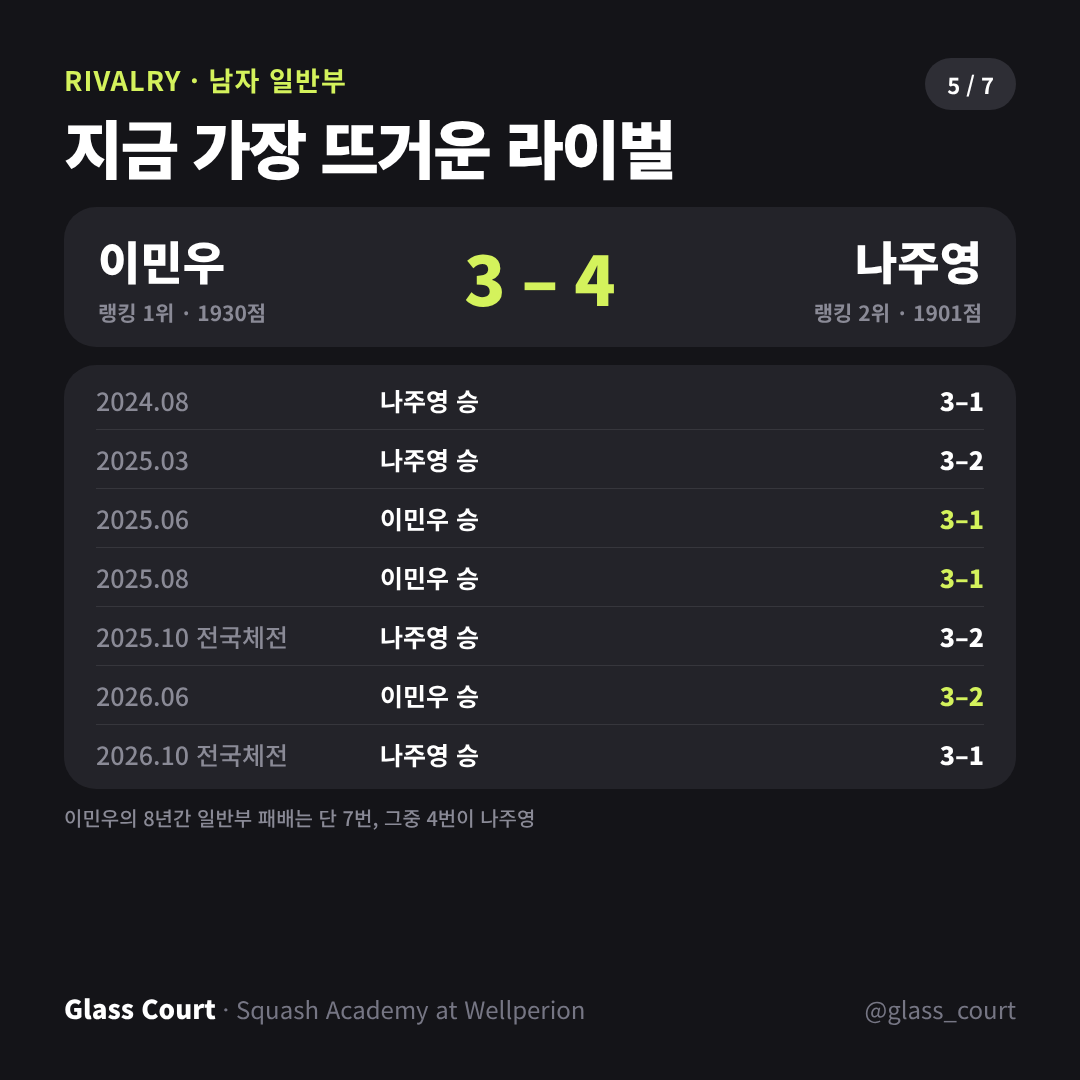 RIVALRY · 남자 일반부
5 / 7
지금 가장 뜨거운 라이벌
이민우 3 – 4 나주영
랭킹 1위 · 1930점 랭킹 2위 · 1901점
2024.08 나주영 승 3–1
2025.03 나주영 승 3–2
2025.06 이민우 승 3–1
2025.08 이민우 승 3–1
2025.10 전국체전 나주영 승 3–2
2026.06 이민우 승 3–2
2026.10 전국체전 나주영 승 3–1
이민우의 8년간 일반부 패배는 단 7번, 그중 4번이 나주영
Glass Court · Squash Academy at Wellperion @glass_court